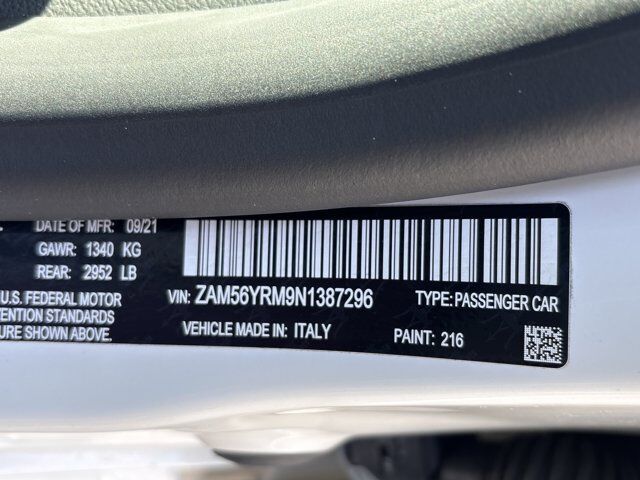 DATE OF MFR: 09/21
GAWR: 1340 KG
REAR: 2952 LB
U.S. FEDERAL MOTOR
VENTION STANDARDS
URE SHOWN ABOVE.
VIN: ZAM56YRM9N1387296
TYPE: PASSENGER CAR
VEHICLE MADE IN: ITALY
PAINT: 216